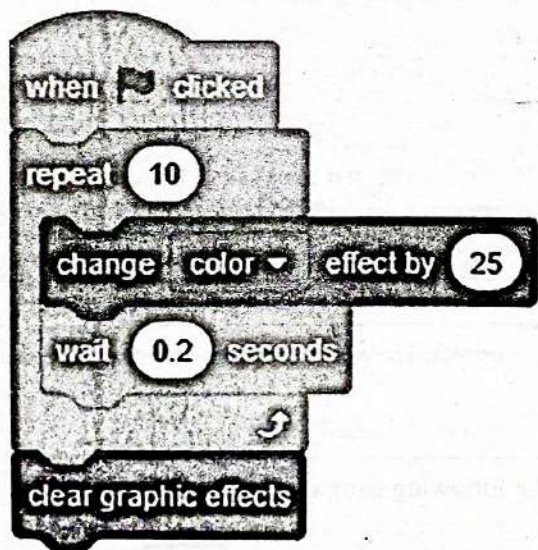 when clicked
repeat 10
change color effect by 25
wait 0.2 seconds
clear graphic effects